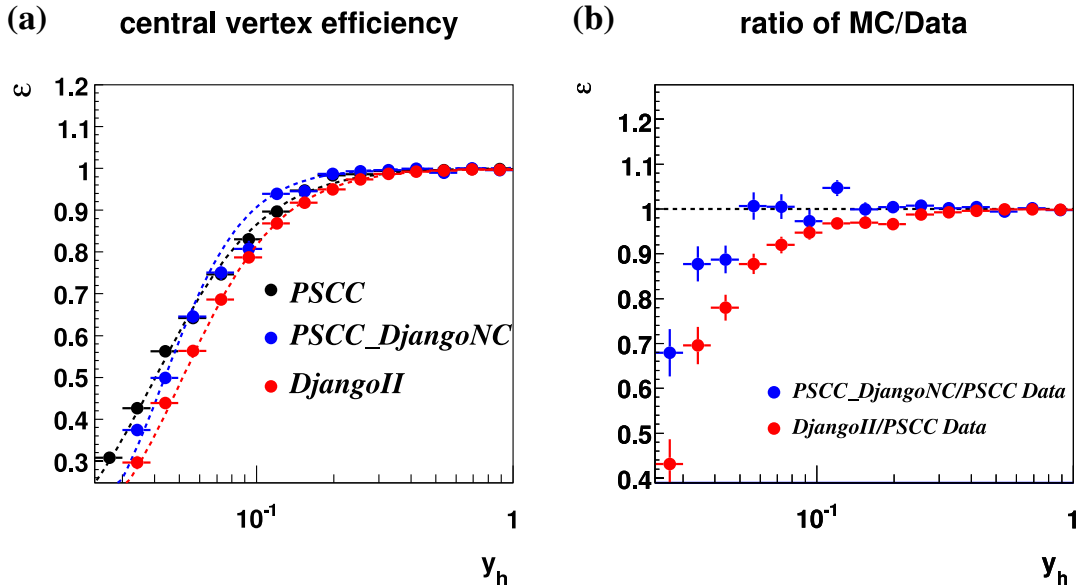 (a) central vertex efficiency
ε
1.2
1.1
1
0.9
0.8
0.7
0.6
0.5
0.4
0.3
PSCC
PSCC_DjangoNC
DjangoII
10⁻¹
1
y_h
(b) ratio of MC/Data
ε
1.2
1.1
1
0.9
0.8
0.7
0.6
0.5
0.4
PSCC_DjangoNC/PSCC Data
DjangoII/PSCC Data
10⁻¹
1
y_h